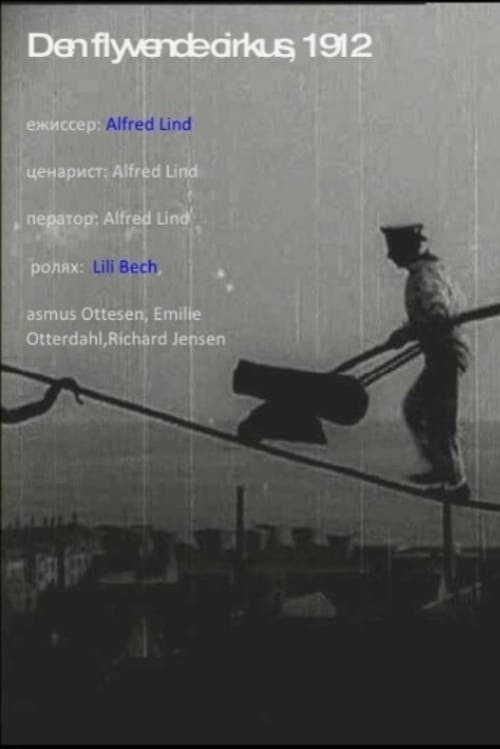 Den flyvende cirkus, 1912
ежиссер: Alfred Lind
ценарист: Alfred Lind
ператор: Alfred Lind
ролях: Lili Bech,
asmus Ottesen, Emilie
Otterdahl,Richard Jensen